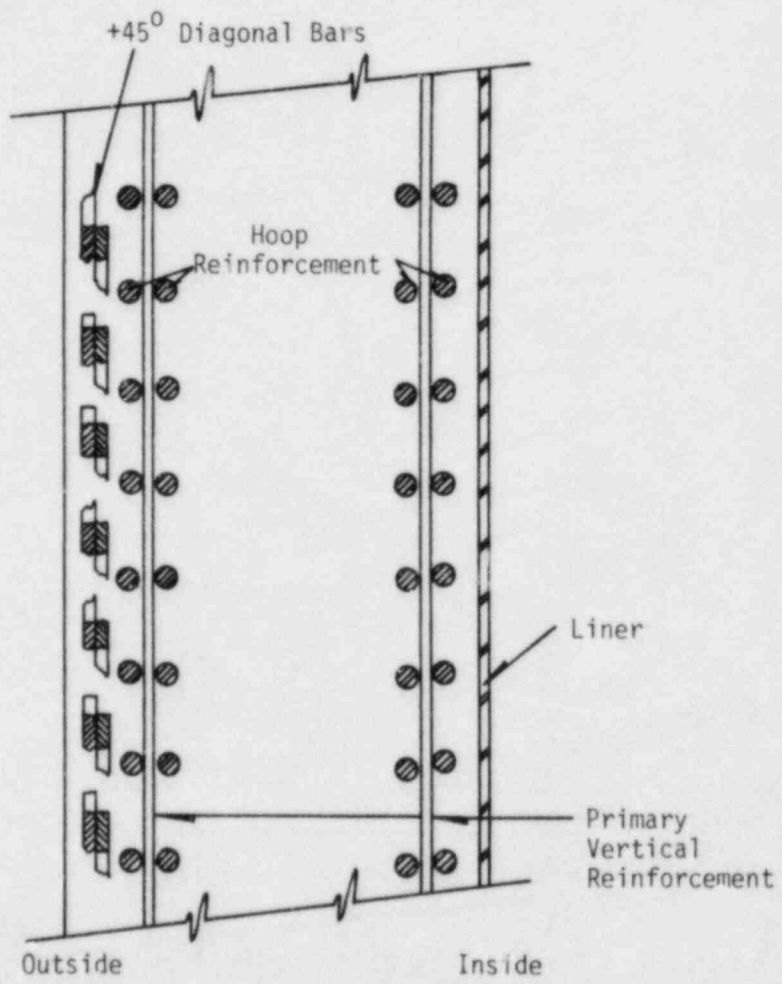 +45° Diagonal Bars
Hoop
Reinforcement
Liner
Primary
Vertical
Reinforcement
Outside
Inside